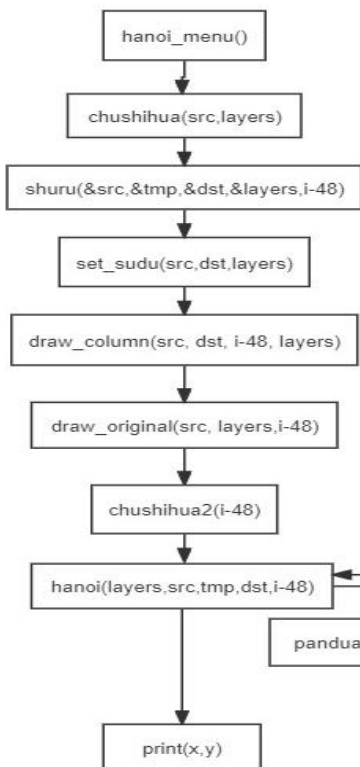 hanoi_menu()
chushihua(src,layers)
shuru(&src,&tmp,&dst,&layers,i-48)
set_sudu(src,dst,layers)
draw_column(src, dst, i-48, layers)
draw_original(src, layers,i-48)
chushihua2(i-48)
hanoi(layers,src,tmp,dst,i-48)
pandua
print(x,y)